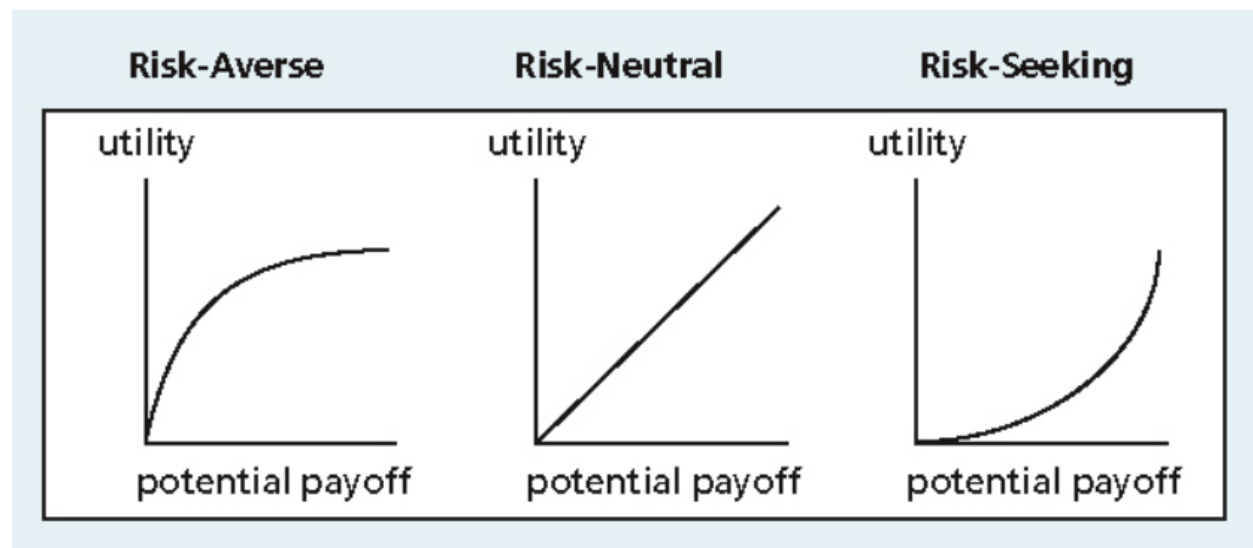 Risk-Averse
Risk-Neutral
Risk-Seeking
utility
utility
utility
potential payoff
potential payoff
potential payoff